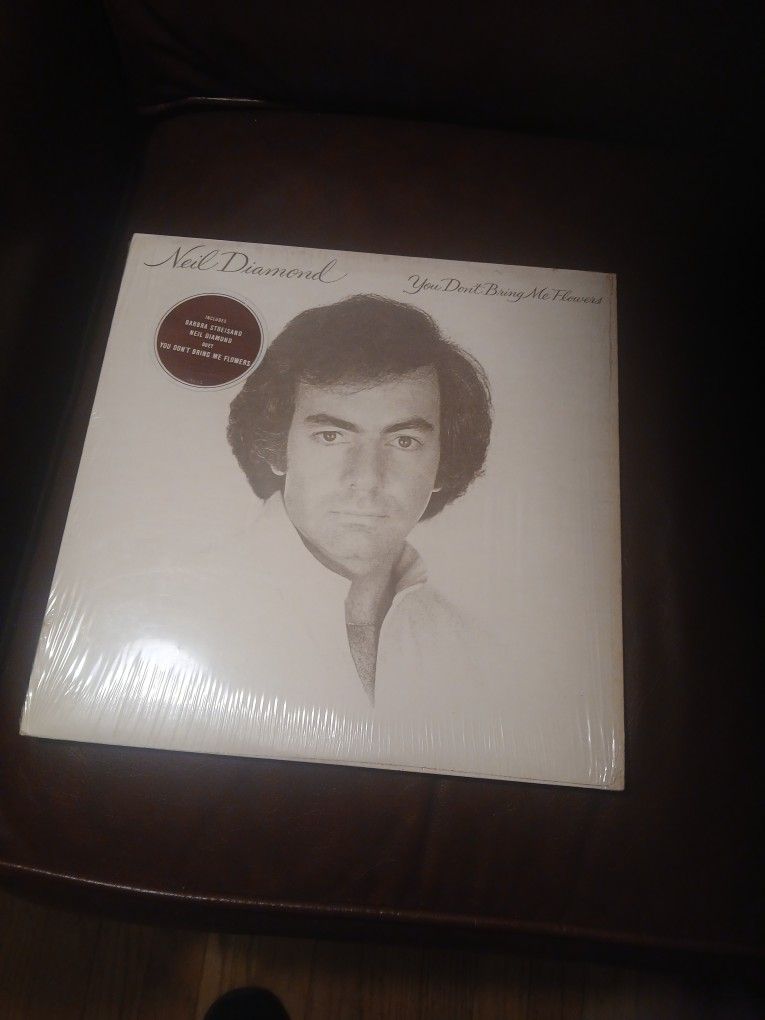 Neil Diamond
You Don't Bring Me Flowers
INCLUDES
BARBRA STREISAND
NEIL DIAMOND
DUET
YOU DON'T BRING ME FLOWERS